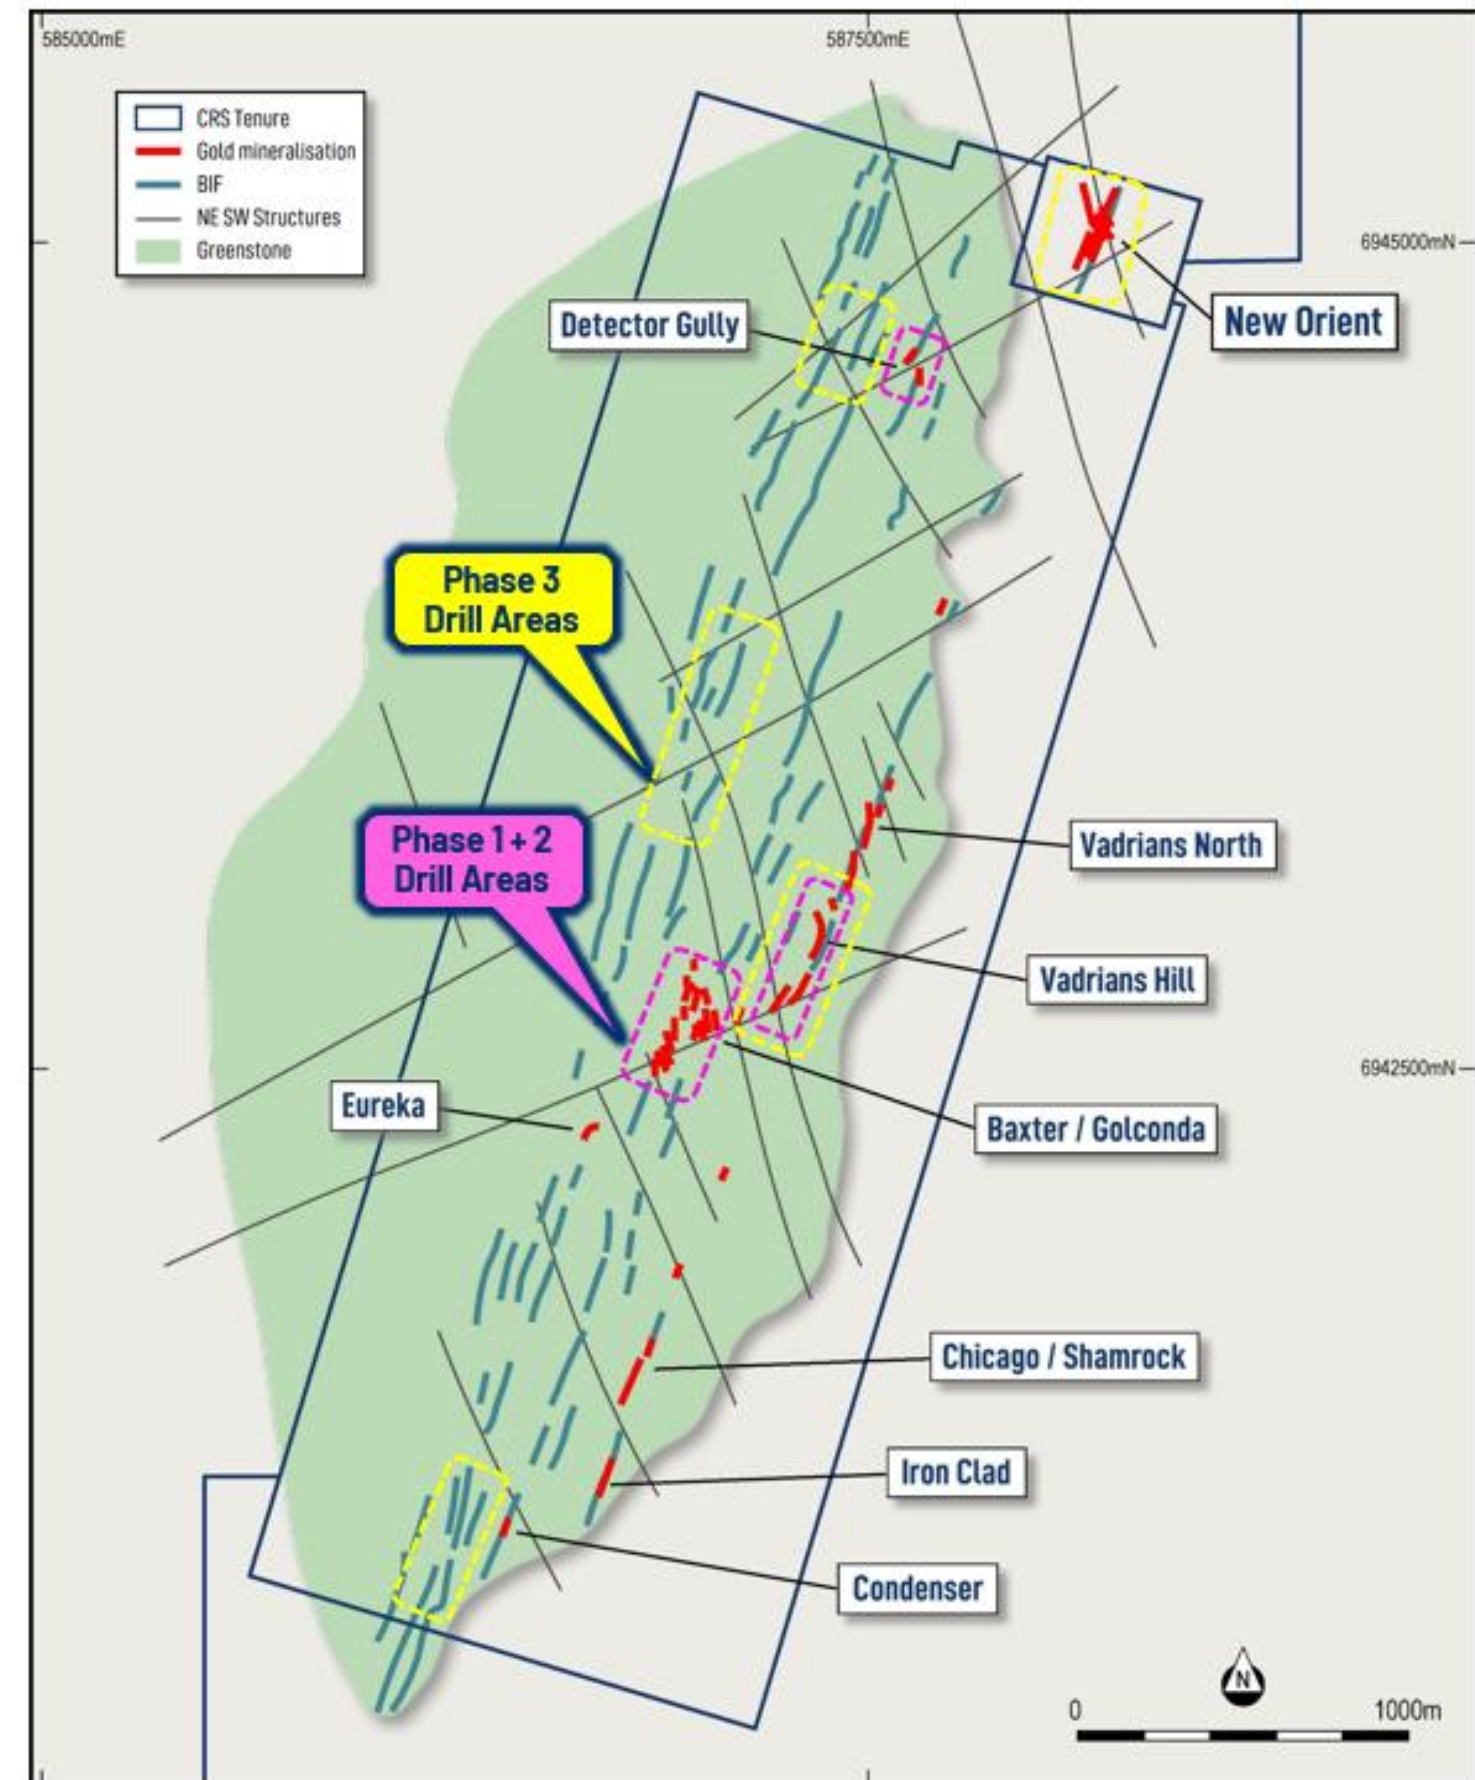 585000mE
587500mE
CRS Tenure
Gold mineralisation
BIF
NE SW Structures
Greenstone
6945000mN
Detector Gully
New Orient
Phase 3
Drill Areas
Phase 1 + 2
Drill Areas
Vadrians North
Vadrians Hill
6942500mN
Eureka
Baxter / Golconda
Chicago / Shamrock
Iron Clad
Condenser
N
0
1000m